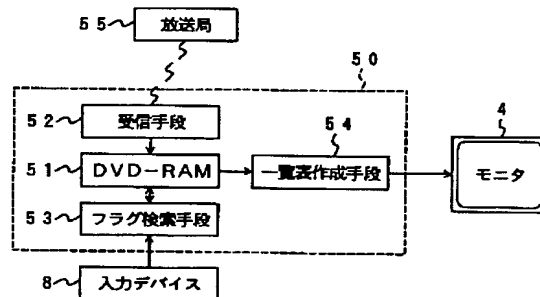 55 放送局
50
52 受信手段
54
4
51 DVD-RAM
一覧表作成手段
モニタ
53 フラグ検索手段
8 入力デバイス